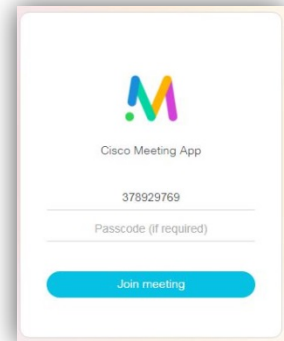 Cisco Meeting App
378929769
Passcode (if required)
Join meeting